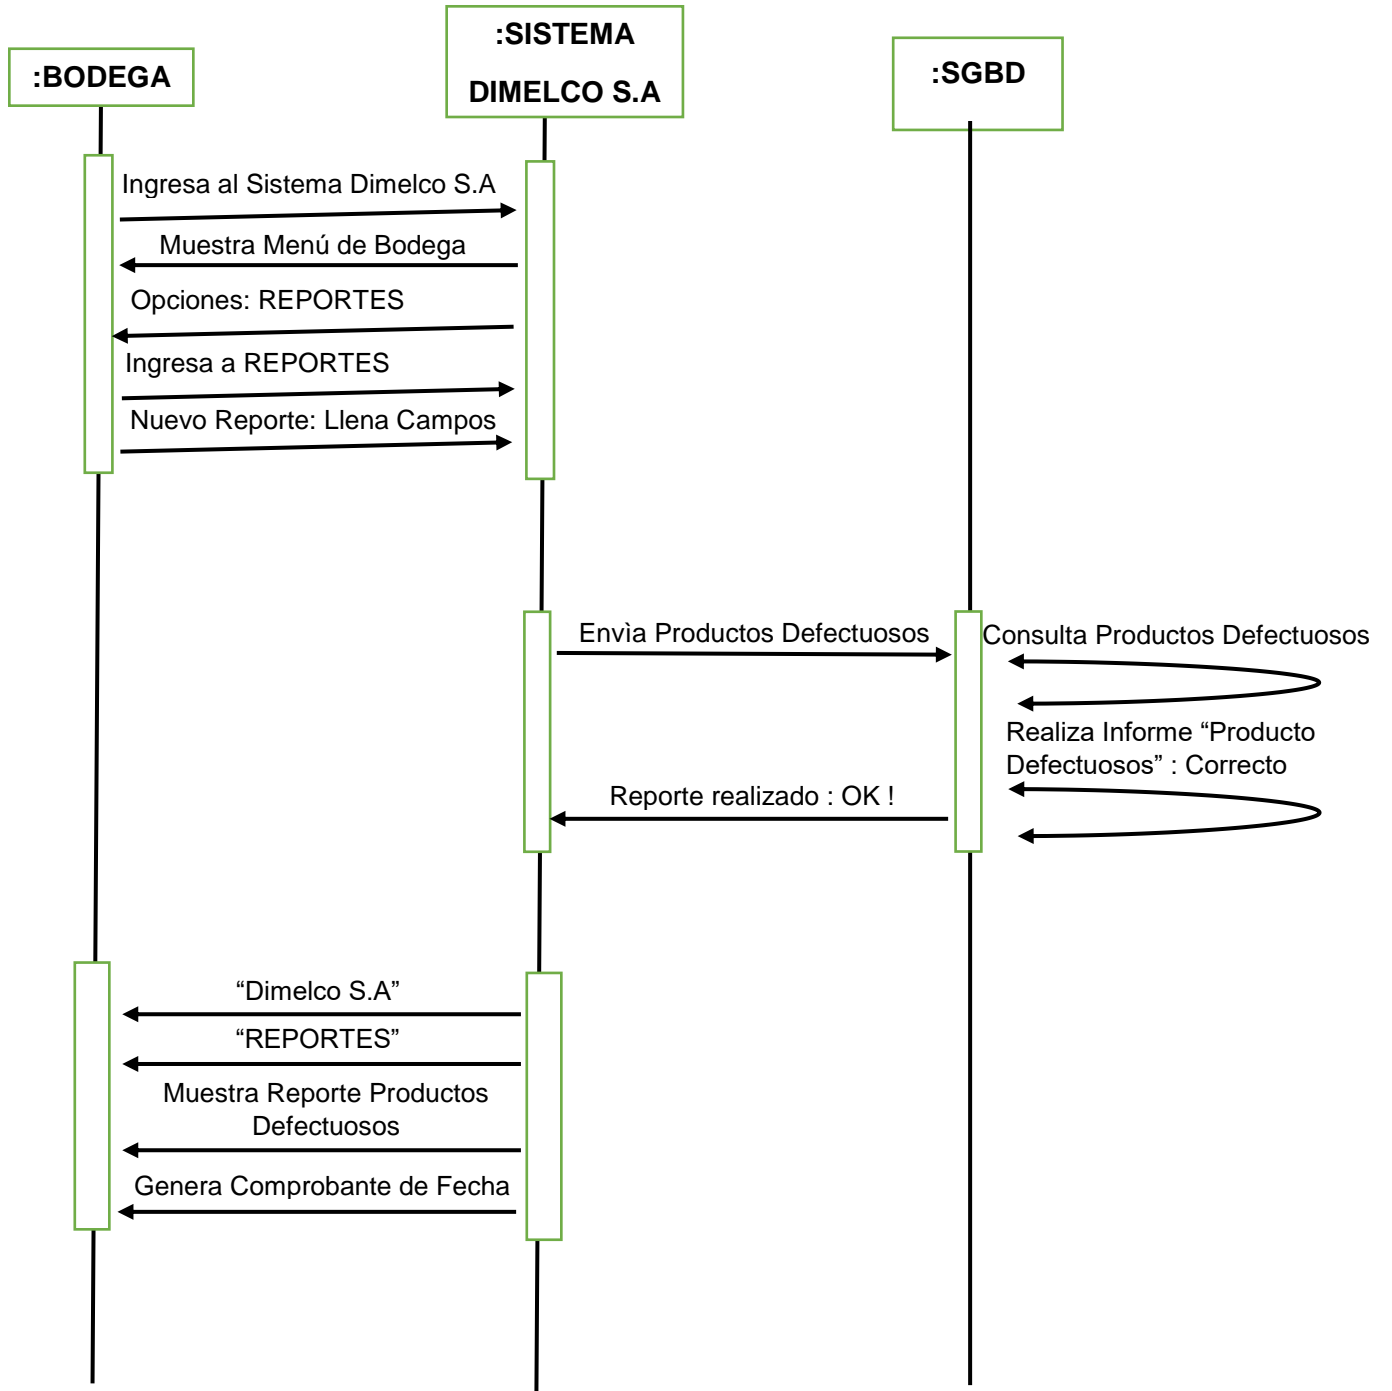 :BODEGA
:SISTEMA
DIMELCO S.A
:SGBD
Ingresa al Sistema Dimelco S.A
Muestra Menú de Bodega
Opciones: REPORTES
Ingresa a REPORTES
Nuevo Reporte: Llena Campos
Envìa Productos Defectuosos
Consulta Productos Defectuosos
Realiza Informe “Producto
Defectuosos” : Correcto
Reporte realizado : OK !
“Dimelco S.A”
“REPORTES”
Muestra Reporte Productos
Defectuosos
Genera Comprobante de Fecha